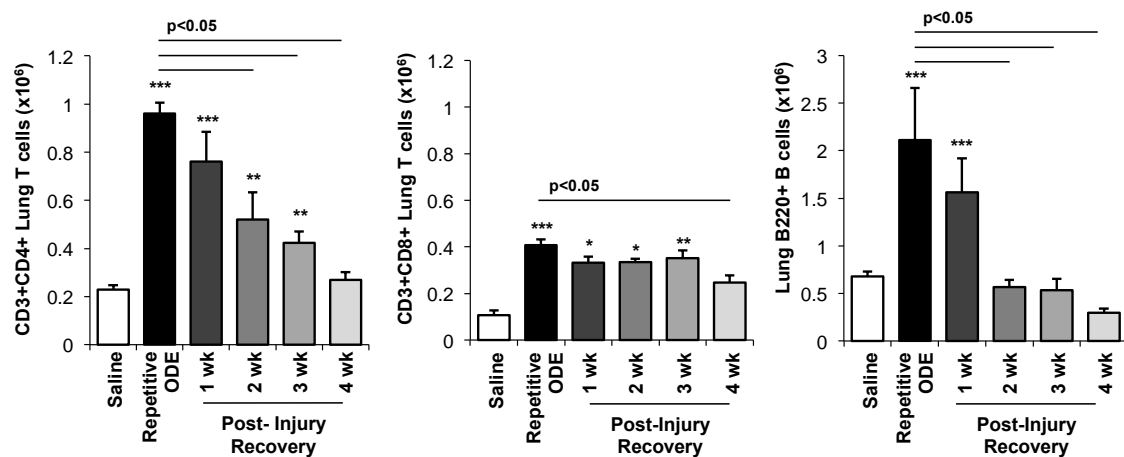 p<0.05
CD3+CD4+ Lung T cells (x10⁶)
1.2
1
0.8
0.6
0.4
0.2
0
***
***
**
**
Saline
Repetitive
ODE
1 wk
2 wk
3 wk
4 wk
Post- Injury
Recovery
CD3+CD8+ Lung T cells (x10⁶)
1.2
1
0.8
0.6
0.4
0.2
0
p<0.05
***
*
*
**
Saline
Repetitive
ODE
1 wk
2 wk
3 wk
4 wk
Post-Injury
Recovery
p<0.05
Lung B220+ B cells (x10⁶)
3
2.5
2
1.5
1
0.5
0
***
***
Saline
Repetitive
ODE
1 wk
2 wk
3 wk
4 wk
Post-Injury
Recovery